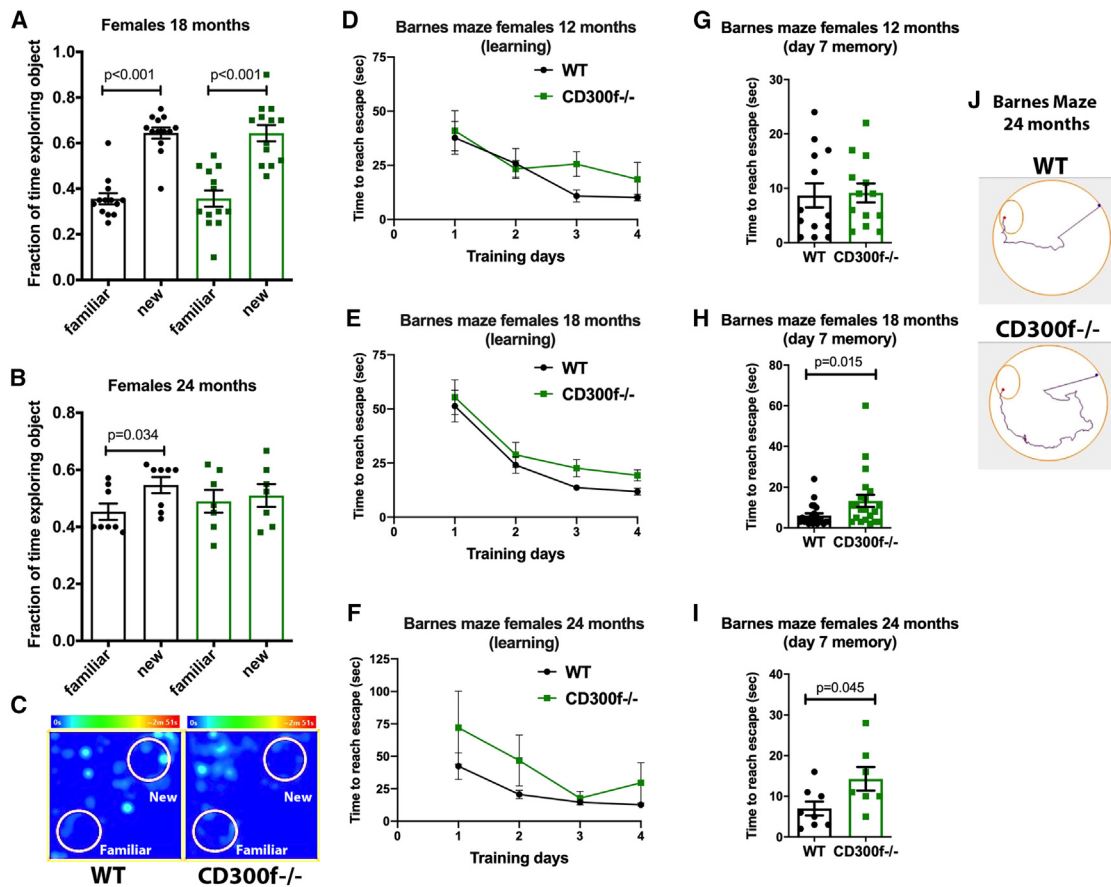 A
Females 18 months
Fraction of time exploring object
1.0
0.8
0.6
0.4
0.2
0.0
p<0.001
p<0.001
familiar
new
familiar
new
B
Females 24 months
Fraction of time exploring object
0.8
0.6
0.4
0.2
0.0
p=0.034
familiar
new
familiar
new
C
0s
~2m 51s
0s
~2m 51s
New
Familiar
New
Familiar
WT
CD300f-/-
D
Barnes maze females 12 months
(learning)
Time to reach escape (sec)
75
50
25
0
WT
CD300f-/-
0
1
2
3
4
Training days
E
Barnes maze females 18 months
(learning)
Time to reach escape (sec)
75
50
25
0
WT
CD300f-/-
0
1
2
3
4
Training days
F
Barnes maze females 24 months
(learning)
Time to reach escape (sec)
125
100
75
50
25
0
WT
CD300f-/-
0
1
2
3
4
Training days
G
Barnes maze females 12 months
(day 7 memory)
Time to reach escape (sec)
30
20
10
0
WT
CD300f-/-
H
Barnes maze females 18 months
(day 7 memory)
Time to reach escape (sec)
80
60
40
20
0
p=0.015
WT
CD300f-/-
I
Barnes maze females 24 months
(day 7 memory)
Time to reach escape (sec)
40
30
20
10
0
p=0.045
WT
CD300f-/-
J
Barnes Maze
24 months
WT
CD300f-/-